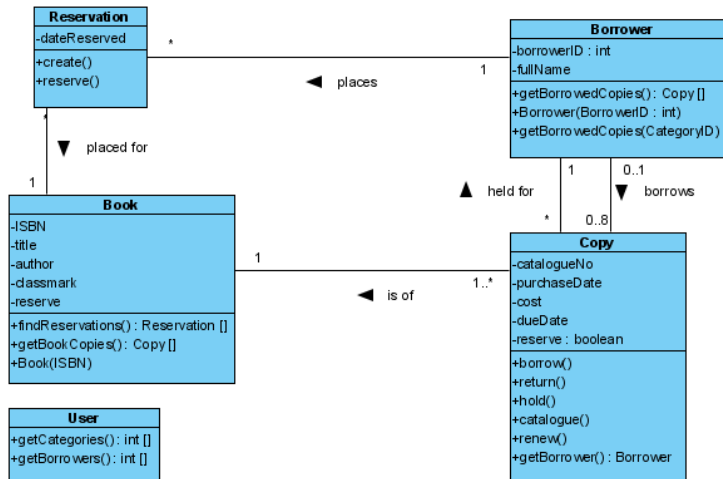 Reservation
-dateReserved
+create()
+reserve()
*
1
places
Borrower
-borrowerID : int
-fullName
+getBorrowedCopies() : Copy []
+Borrower(BorrowerID : int)
+getBorrowedCopies(CategoryID)
*
placed for
1
1
held for
*
0..1
borrows
0..8
Book
-ISBN
-title
-author
-classmark
-reserve
+findReservations() : Reservation []
+getBookCopies() : Copy []
+Book(ISBN)
1
is of
1..*
Copy
-catalogueNo
-purchaseDate
-cost
-dueDate
-reserve : boolean
+borrow()
+return()
+hold()
+catalogue()
+renew()
+getBorrower() : Borrower
User
+getCategories() : int []
+getBorrowers() : int []